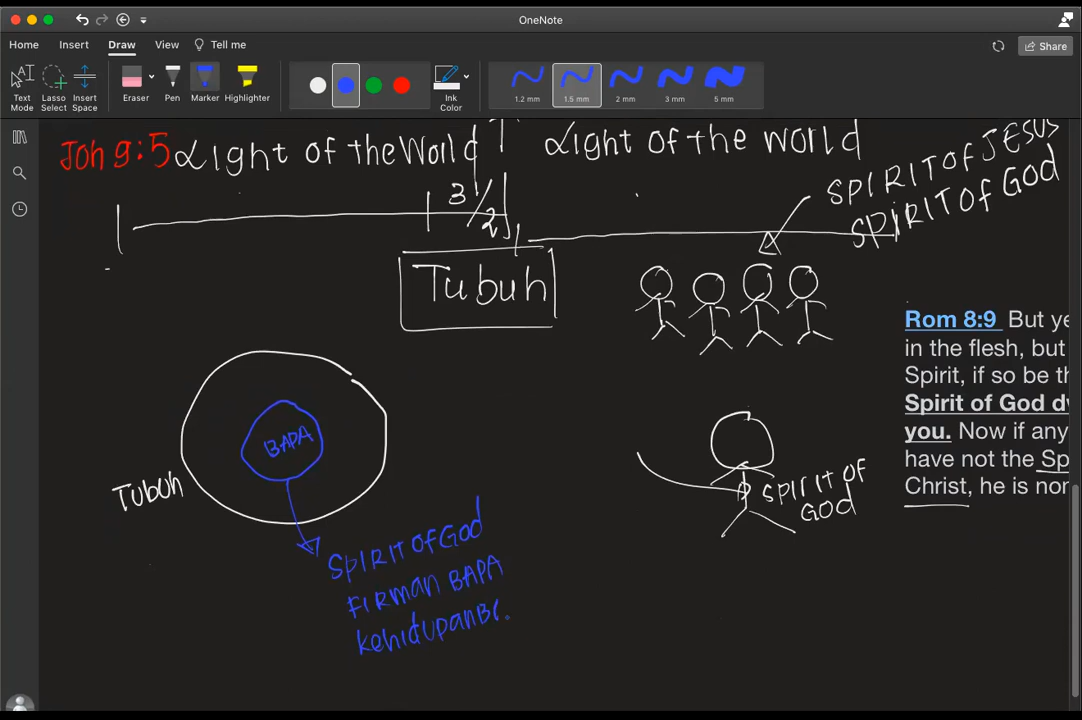 OneNote
Home Insert Draw View Tell me
Share
Text Mode
Lasso Select
Insert Space
Eraser
Pen
Marker
Highlighter
Ink Color
1.2 mm
1.5 mm
2 mm
3 mm
5 mm
Joh 9:5 Light of the World
Light of the world
SPIRIT OF JESUS
SPIRIT OF GOD
3 1/2
Tubuh
Rom 8:9 But ye
in the flesh, but
Spirit, if so be th
Spirit of God dv
you. Now if any
have not the Sp
Christ, he is nor
BAPA
Tubuh
SPIRIT OF GOD
SPIRIT OF God
FIRMAN BAPA
kehidupan